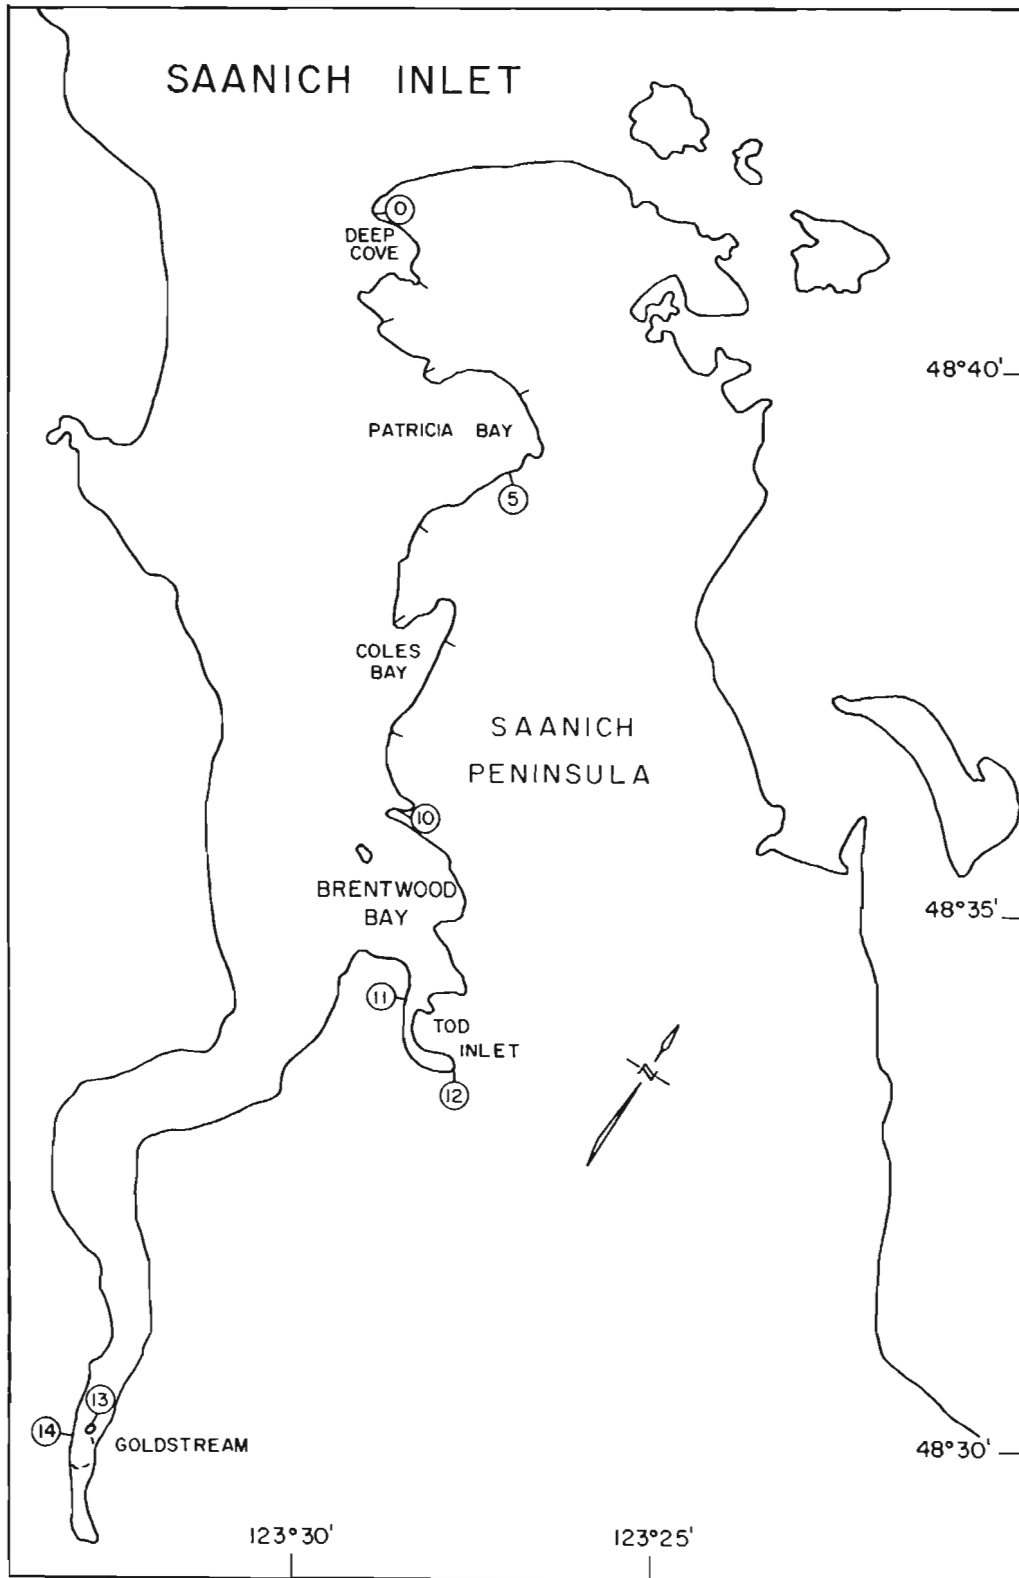 SAANICH INLET
0
DEEP
COVE
48°40'
PATRICIA BAY
5
COLES
BAY
SAANICH
PENINSULA
10
BRENTWOOD
BAY
48°35'
11
TOD
INLET
N
12
13
14
GOLDSTREAM
48°30'
123°30'
123°25'